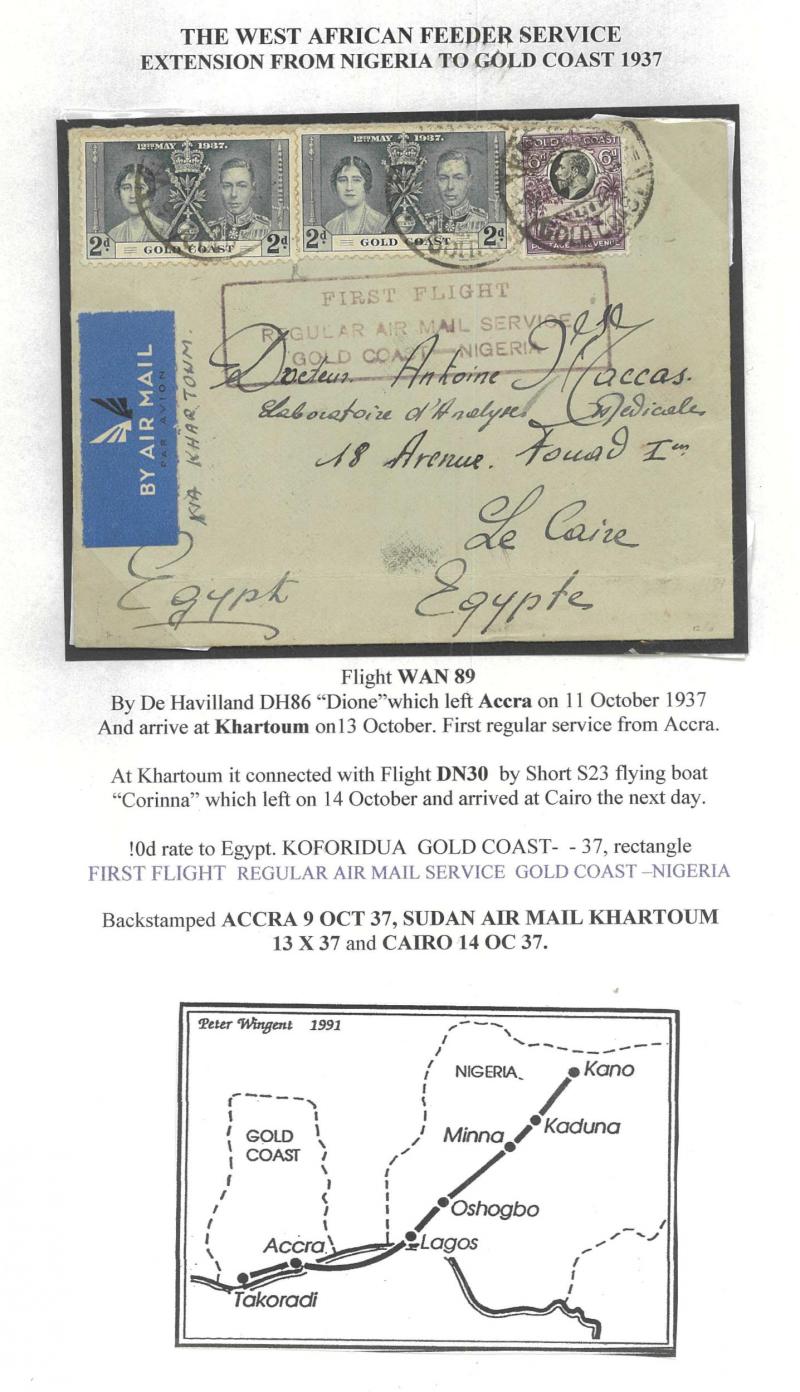 THE WEST AFRICAN FEEDER SERVICE
EXTENSION FROM NIGERIA TO GOLD COAST 1937
12TH MAY 1937.
2d. GOLD COAST 2d.
12TH MAY 1937.
2d. GOLD COAST 2d.
GOLD COAST
6d 6d
POSTAGE REVENUE
GOLD COAST
FIRST FLIGHT
REGULAR AIR MAIL SERVICE
GOLD COAST - NIGERIA
BY AIR MAIL
PAR AVION
VIA KHARTOUM.
Docteur Antoine Maccas.
Laboratoire d'Analyses Medicales
18 Avenue. Fouad Ier
Le Caire
Egypte
Egypt
Flight WAN 89
By De Havilland DH86 “Dione”which left Accra on 11 October 1937
And arrive at Khartoum on13 October. First regular service from Accra.
At Khartoum it connected with Flight DN30 by Short S23 flying boat
“Corinna” which left on 14 October and arrived at Cairo the next day.
!0d rate to Egypt. KOFORIDUA GOLD COAST- - 37, rectangle
FIRST FLIGHT REGULAR AIR MAIL SERVICE GOLD COAST –NIGERIA
Backstamped ACCRA 9 OCT 37, SUDAN AIR MAIL KHARTOUM
13 X 37 and CAIRO 14 OC 37.
Peter Wingent 1991
NIGERIA
Kano
Kaduna
Minna
GOLD
COAST
Oshogbo
Lagos
Accra
Takoradi